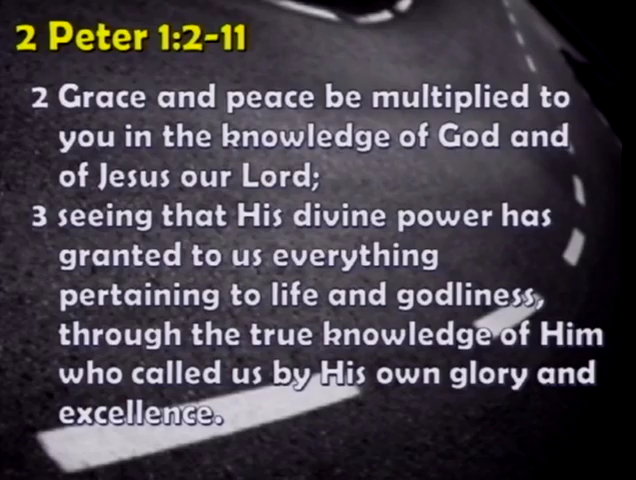 2 Peter 1:2-11
2 Grace and peace be multiplied to
you in the knowledge of God and
of Jesus our Lord;
3 seeing that His divine power has
granted to us everything
pertaining to life and godliness,
through the true knowledge of Him
who called us by His own glory and
excellence.